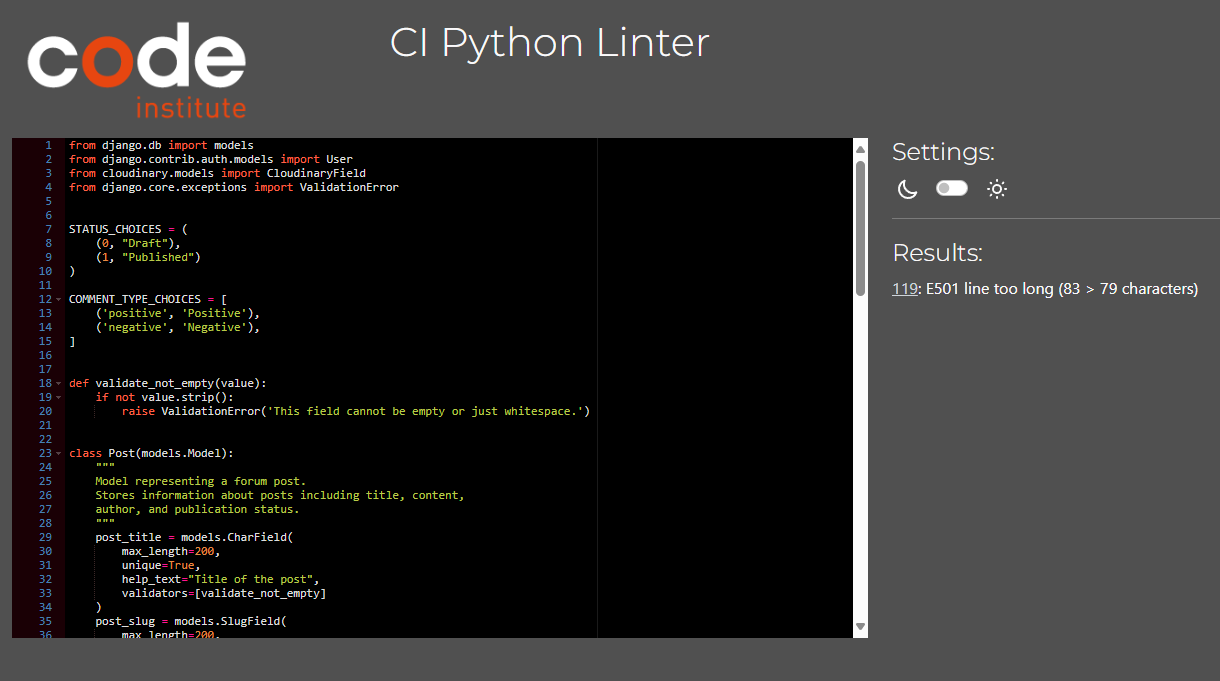 code
institute
CI Python Linter
1 from django.db import models
2 from django.contrib.auth.models import User
3 from cloudinary.models import CloudinaryField
4 from django.core.exceptions import ValidationError
5
6
7 STATUS_CHOICES = (
8     (0, "Draft"),
9     (1, "Published")
10 )
11
12 COMMENT_TYPE_CHOICES = [
13     ('positive', 'Positive'),
14     ('negative', 'Negative'),
15 ]
16
17
18 def validate_not_empty(value):
19     if not value.strip():
20         raise ValidationError('This field cannot be empty or just whitespace.')
21
22
23 class Post(models.Model):
24     """
25     Model representing a forum post.
26     Stores information about posts including title, content,
27     author, and publication status.
28     """
29     post_title = models.CharField(
30         max_length=200,
31         unique=True,
32         help_text="Title of the post",
33         validators=[validate_not_empty]
34     )
35     post_slug = models.SlugField(
36         max_length=200,
Settings:
Results:
119: E501 line too long (83 > 79 characters)